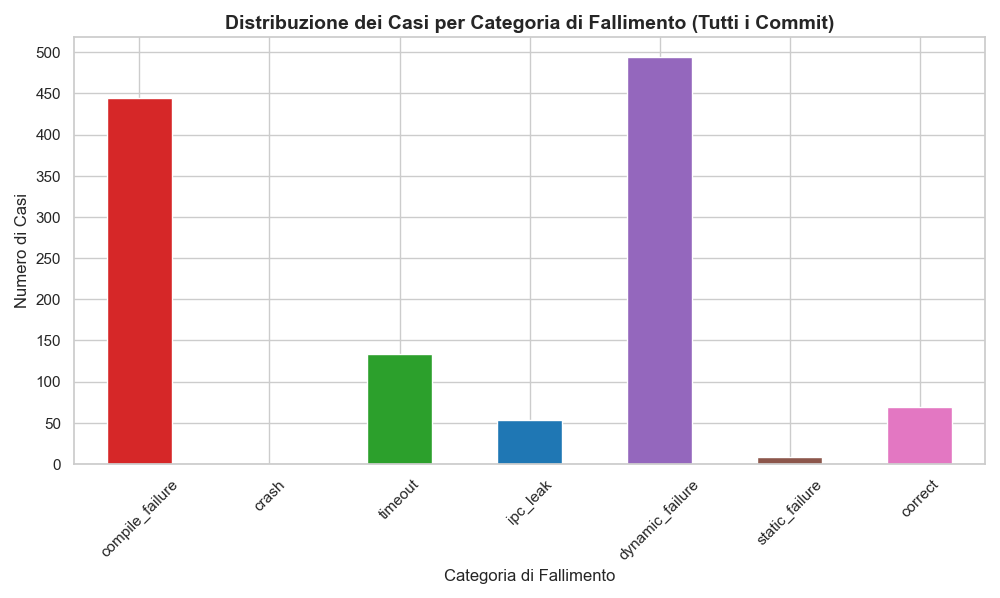 Distribuzione dei Casi per Categoria di Fallimento (Tutti i Commit)
500
450
400
350
300
250
200
150
100
50
0
Numero di Casi
compile_failure
crash
timeout
ipc_leak
dynamic_failure
static_failure
correct
Categoria di Fallimento